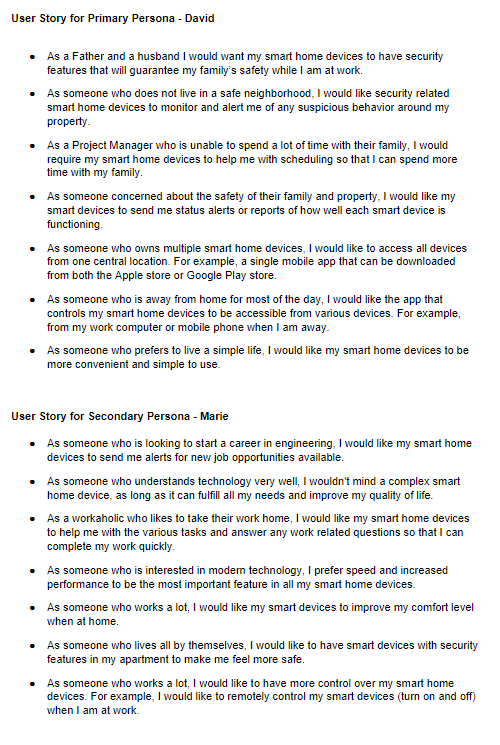 User Story for Primary Persona - David
• As a Father and a husband I would want my smart home devices to have security
features that will guarantee my family's safety while I am at work.
• As someone who does not live in a safe neighborhood, I would like security related
smart home devices to monitor and alert me of any suspicious behavior around my
property.
• As a Project Manager who is unable to spend a lot of time with their family, I would
require my smart home devices to help me with scheduling so that I can spend more
time with my family.
• As someone concerned about the safety of their family and property, I would like my
smart devices to send me status alerts or reports of how well each smart device is
functioning.
• As someone who owns multiple smart home devices, I would like to access all devices
from one central location. For example, a single mobile app that can be downloaded
from both the Apple store or Google Play store.
• As someone who is away from home for most of the day, I would like the app that
controls my smart home devices to be accessible from various devices. For example,
from my work computer or mobile phone when I am away.
• As someone who prefers to live a simple life, I would like my smart home devices to be
more convenient and simple to use.
User Story for Secondary Persona - Marie
• As someone who is looking to start a career in engineering, I would like my smart home
devices to send me alerts for new job opportunities available.
• As someone who understands technology very well, I wouldn't mind a complex smart
home device, as long as it can fulfill all my needs and improve my quality of life.
• As a workaholic who likes to take their work home, I would like my smart home devices
to help me with the various tasks and answer any work related questions so that I can
complete my work quickly.
• As someone who is interested in modern technology, I prefer speed and increased
performance to be the most important feature in all my smart home devices.
• As someone who works a lot, I would like my smart devices to improve my comfort level
when at home.
• As someone who lives all by themselves, I would like to have smart devices with security
features in my apartment to make me feel more safe.
• As someone who works a lot, I would like to have more control over my smart home
devices. For example, I would like to remotely control my smart devices (turn on and off)
when I am at work.